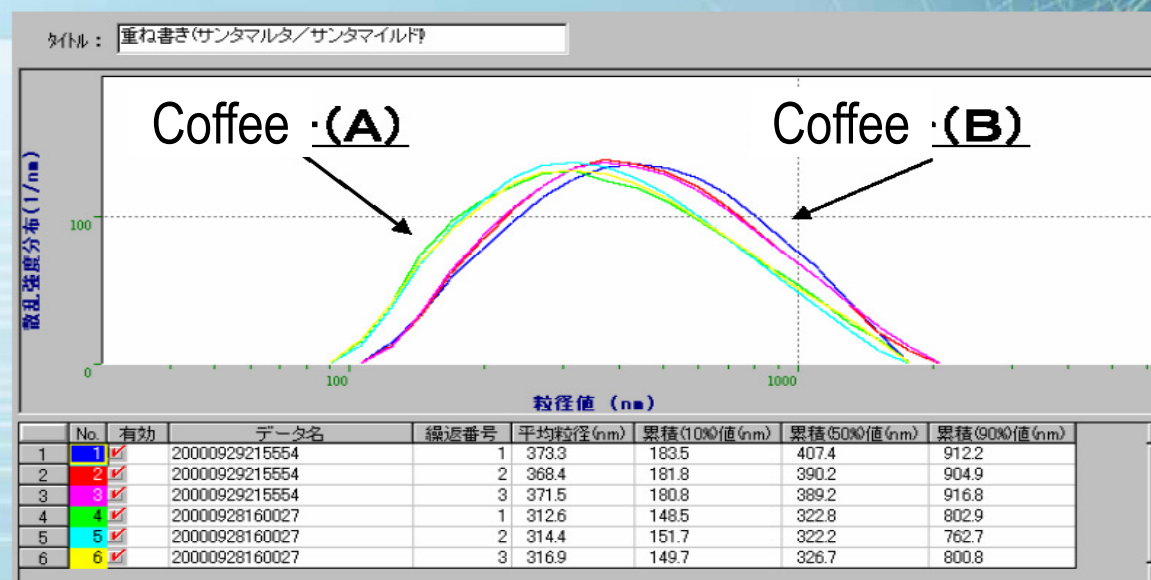 タイトル：
重ね書き(サンタマルタ／サンタマイルド)
Coffee (A)
Coffee (B)
散乱強度分布(1/nm)
100
0
100
1000
粒径値 (nm)
No. 有効 データ名 繰返番号 平均粒径(nm) 累積(10%)値(nm) 累積(50%)値(nm) 累積(90%)値(nm)
1 1 20000929215554 1 373.3 183.5 407.4 912.2
2 2 20000929215554 2 368.4 181.8 390.2 904.9
3 3 20000929215554 3 371.5 180.8 389.2 916.8
4 4 20000928160027 1 312.6 148.5 322.8 802.9
5 5 20000928160027 2 314.4 151.7 322.2 762.7
6 6 20000928160027 3 316.9 149.7 326.7 800.8